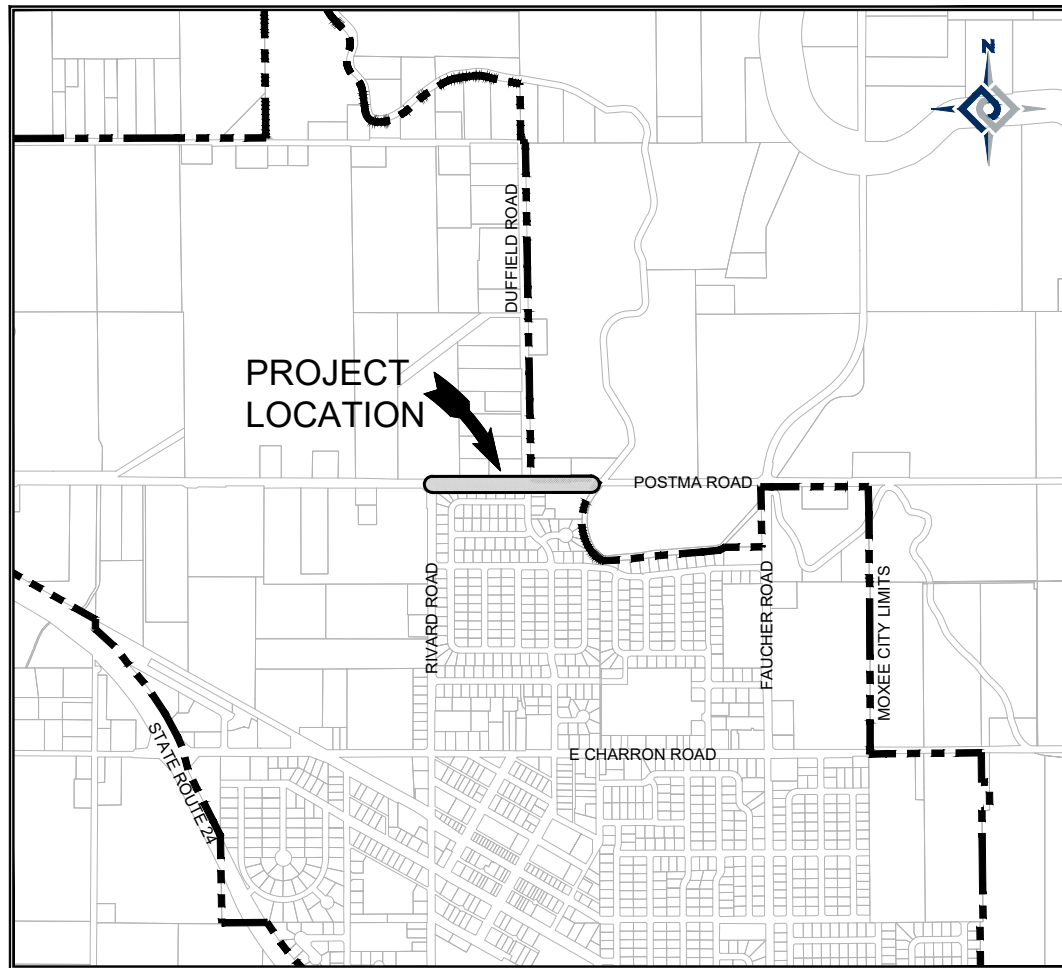 N
DUFFIELD ROAD
PROJECT
LOCATION
POSTMA ROAD
RIVARD ROAD
FAUCHER ROAD
MOXEE CITY LIMITS
STATE ROUTE 24
E CHARRON ROAD